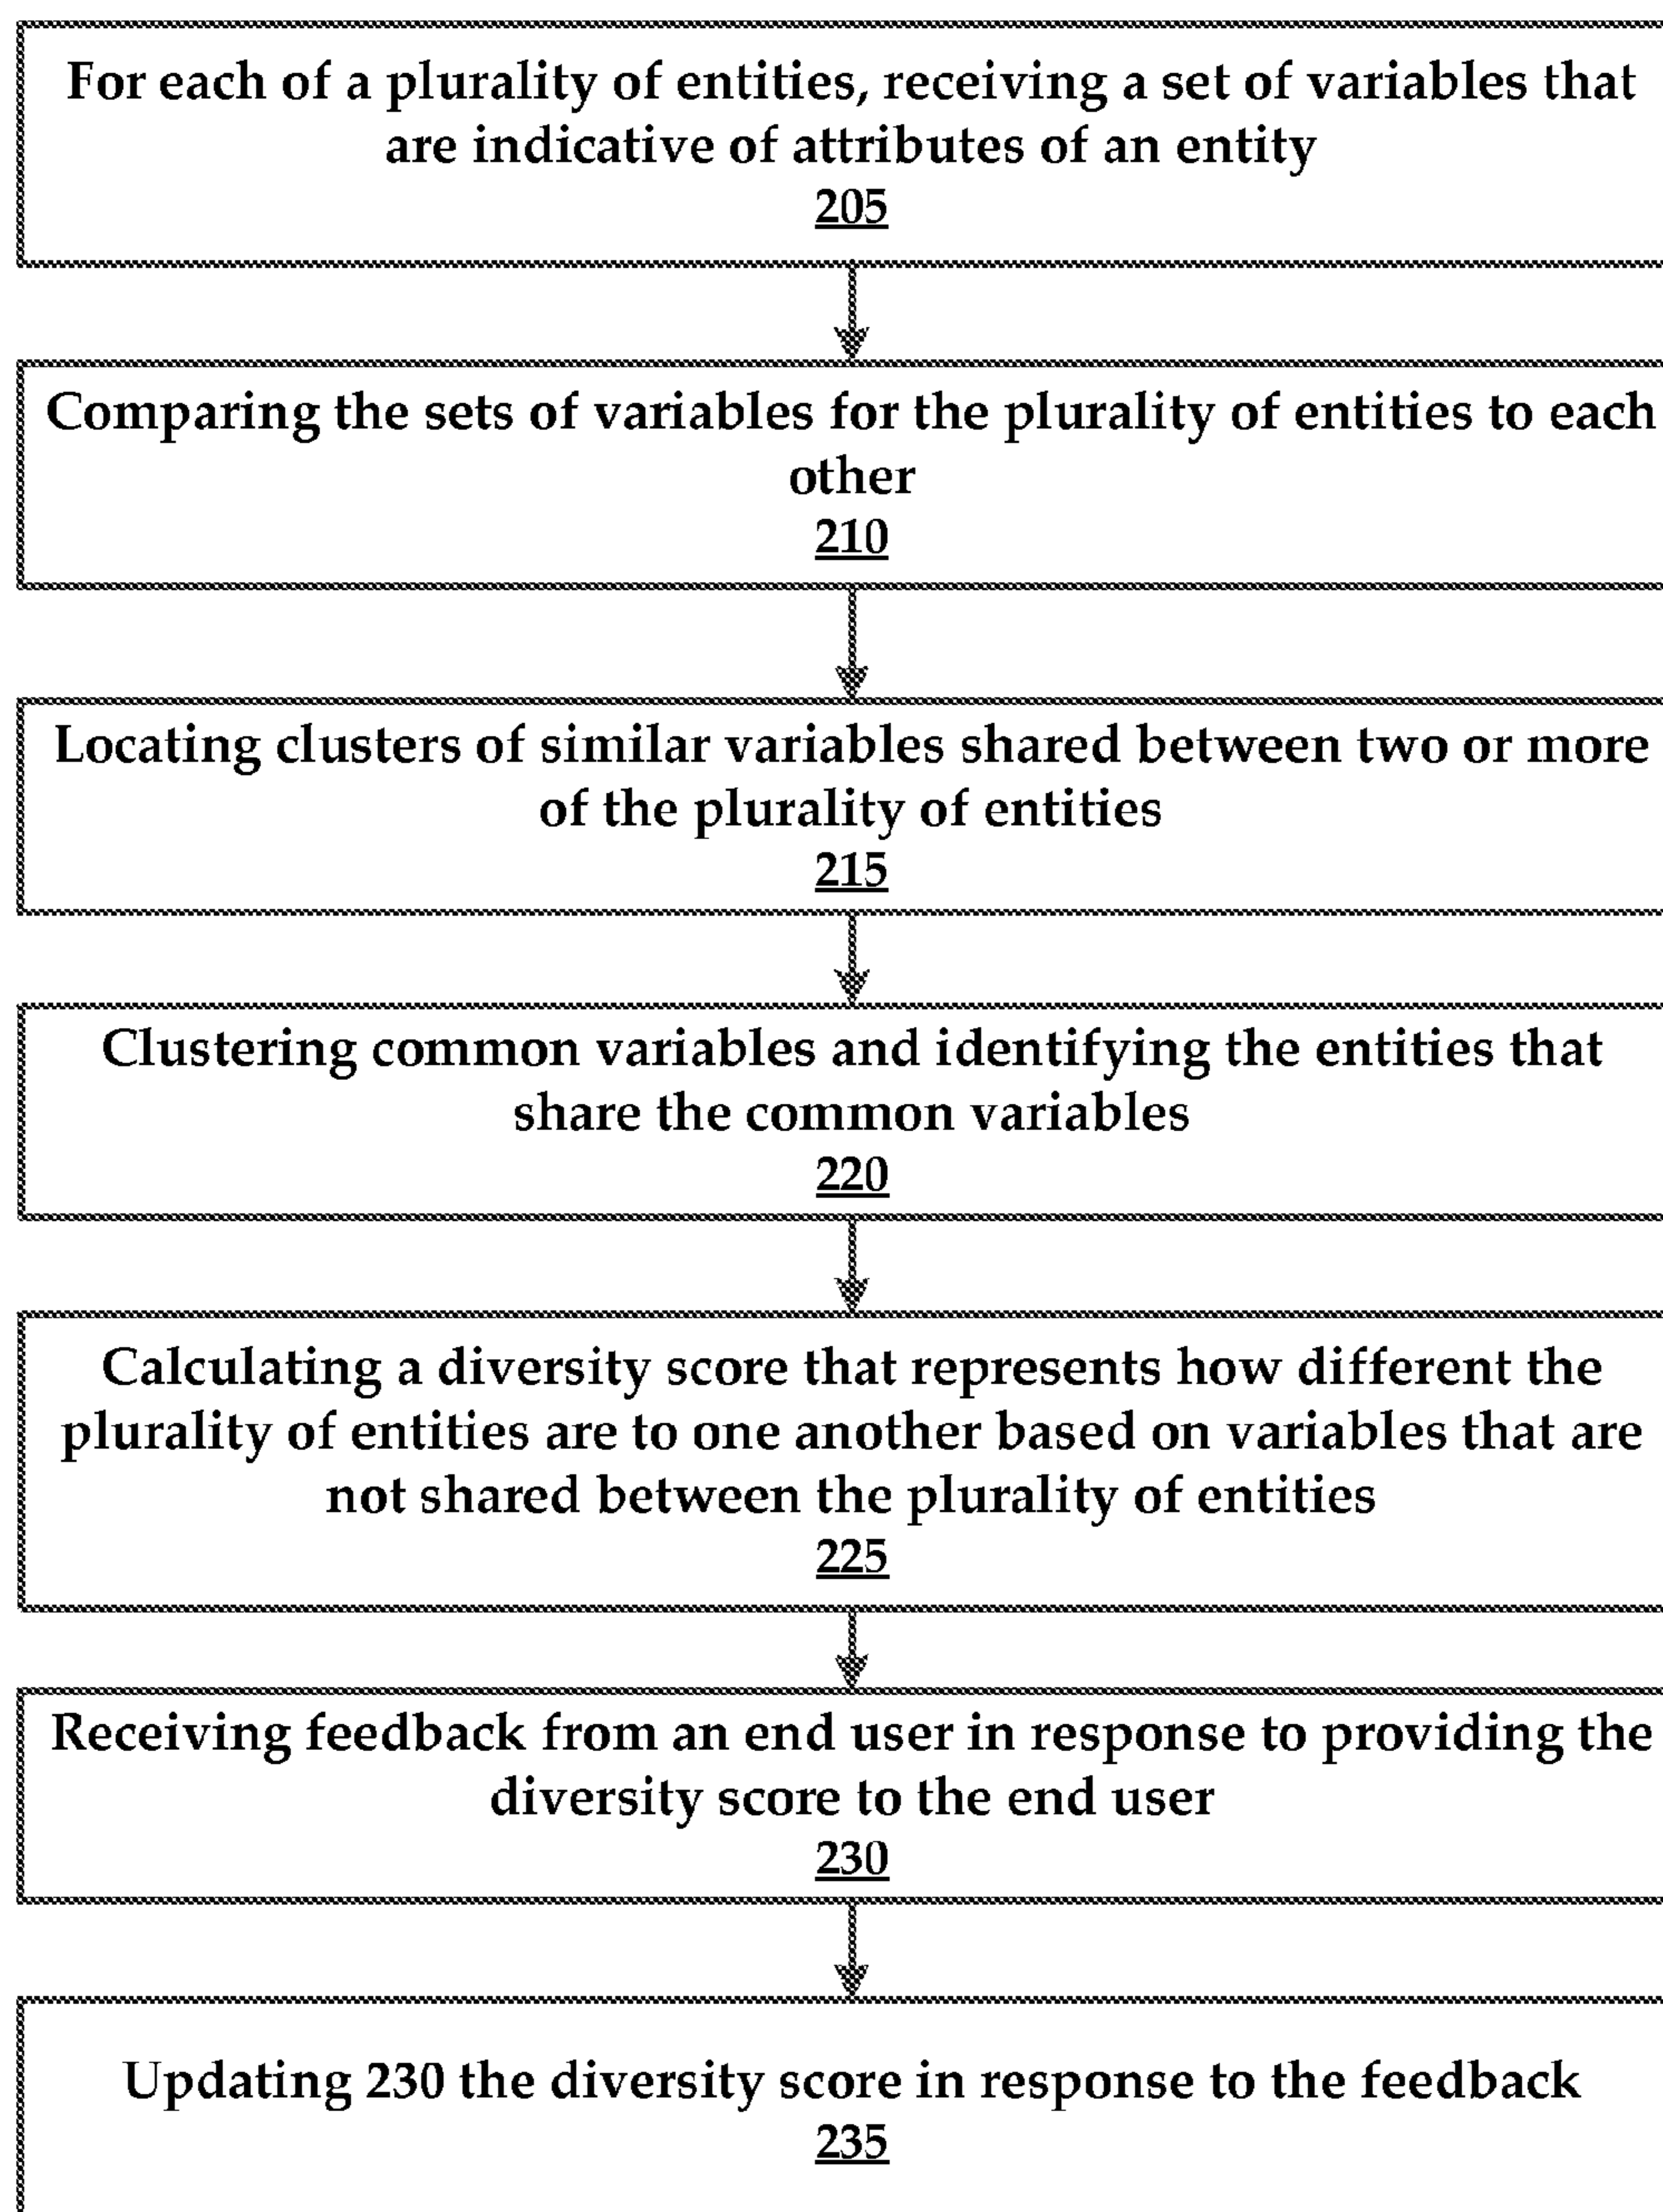 For each of a plurality of entities, receiving a set of variables that
are indicative of attributes of an entity
205
Comparing the sets of variables for the plurality of entities to each
other
210
Locating clusters of similar variables shared between two or more
of the plurality of entities
215
Clustering common variables and identifying the entities that
share the common variables
220
Calculating a diversity score that represents how different the
plurality of entities are to one another based on variables that are
not shared between the plurality of entities
225
Receiving feedback from an end user in response to providing the
diversity score to the end user
230
Updating 230 the diversity score in response to the feedback
235